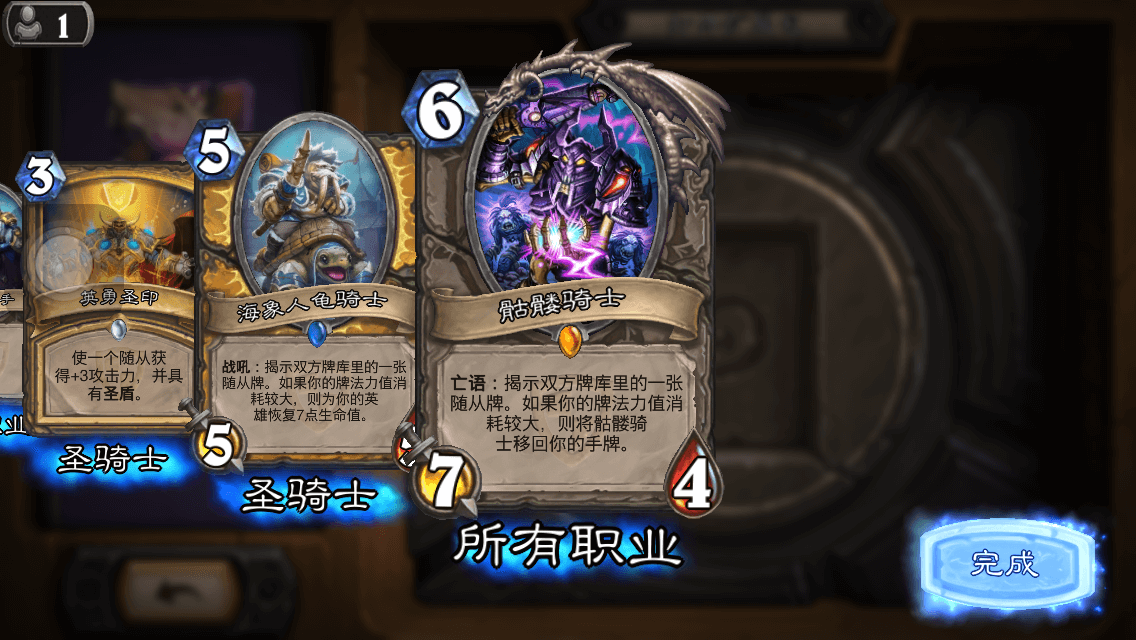 1
3
英勇圣印
使一个随从获
得+3攻击力，并具
有圣盾。
圣骑士
5
海象人龟骑士
战吼：揭示双方牌库里的一张
随从牌。如果你的牌法力值消
耗较大，则为你的英
雄恢复7点生命值。
5
圣骑士
6
骷髅骑士
亡语：揭示双方牌库里的一张
随从牌。如果你的牌法力值消
耗较大，则将骷髅骑
士移回你的手牌。
7
4
所有职业
手
业
完成